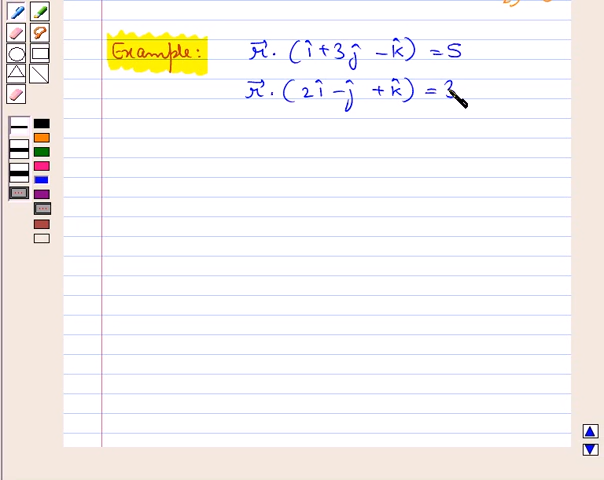 Example: r⃗ · (î + 3ĵ − k̂) = 5
r⃗ · (2î − ĵ + k̂) = 3